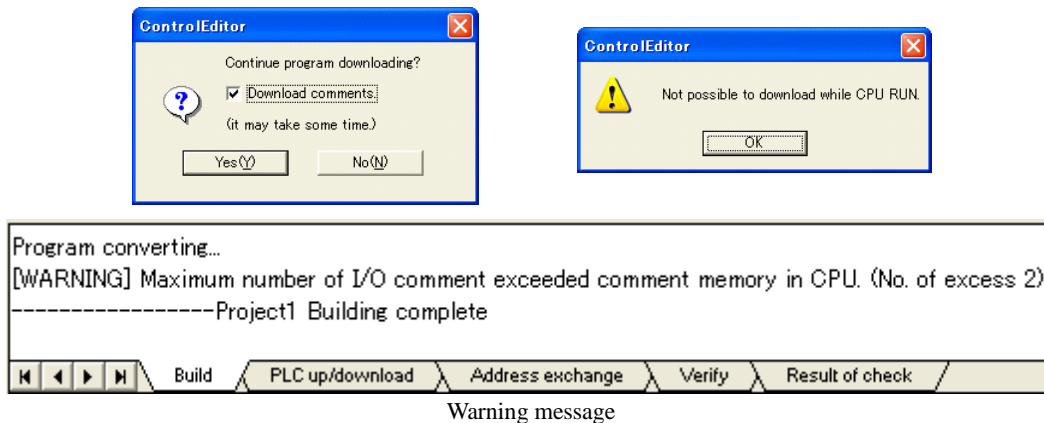 ControlEditor
Continue program downloading?
Download comments.
(it may take some time.)
Yes(Y)
No(N)
ControlEditor
Not possible to download while CPU RUN.
OK
Program converting...
[WARNING] Maximum number of I/O comment exceeded comment memory in CPU. (No. of excess 2)
-----------------Project1 Building complete
Build
PLC up/download
Address exchange
Verify
Result of check
Warning message